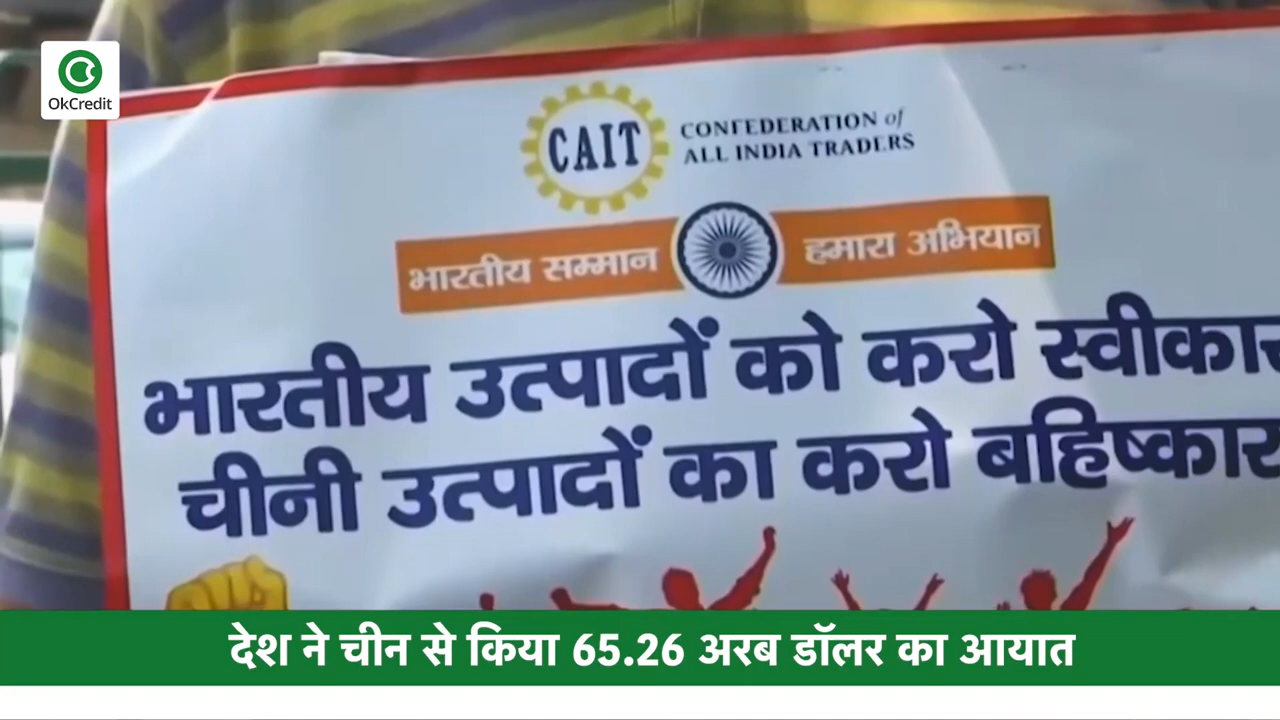 OkCredit
CAIT
CONFEDERATION of
ALL INDIA TRADERS
भारतीय सम्मान हमारा अभियान
भारतीय उत्पादों को करो स्वीकार
चीनी उत्पादों का करो बहिष्कार
देश ने चीन से किया 65.26 अरब डॉलर का आयात